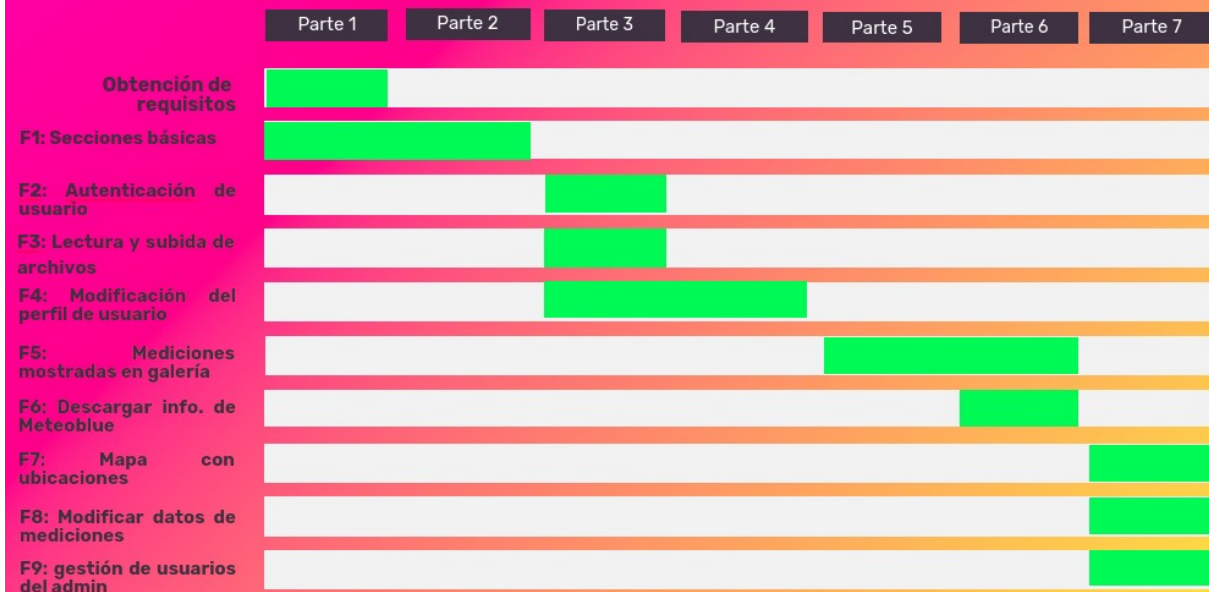 Parte 1 Parte 2 Parte 3 Parte 4 Parte 5 Parte 6 Parte 7
Obtención de
requisitos
F1: Secciones básicas
F2: Autenticación de
usuario
F3: Lectura y subida de
archivos
F4: Modificación del
perfil de usuario
F5: Mediciones
mostradas en galería
F6: Descargar info. de
Meteoblue
F7: Mapa con
ubicaciones
F8: Modificar datos de
mediciones
F9: gestión de usuarios
del admin